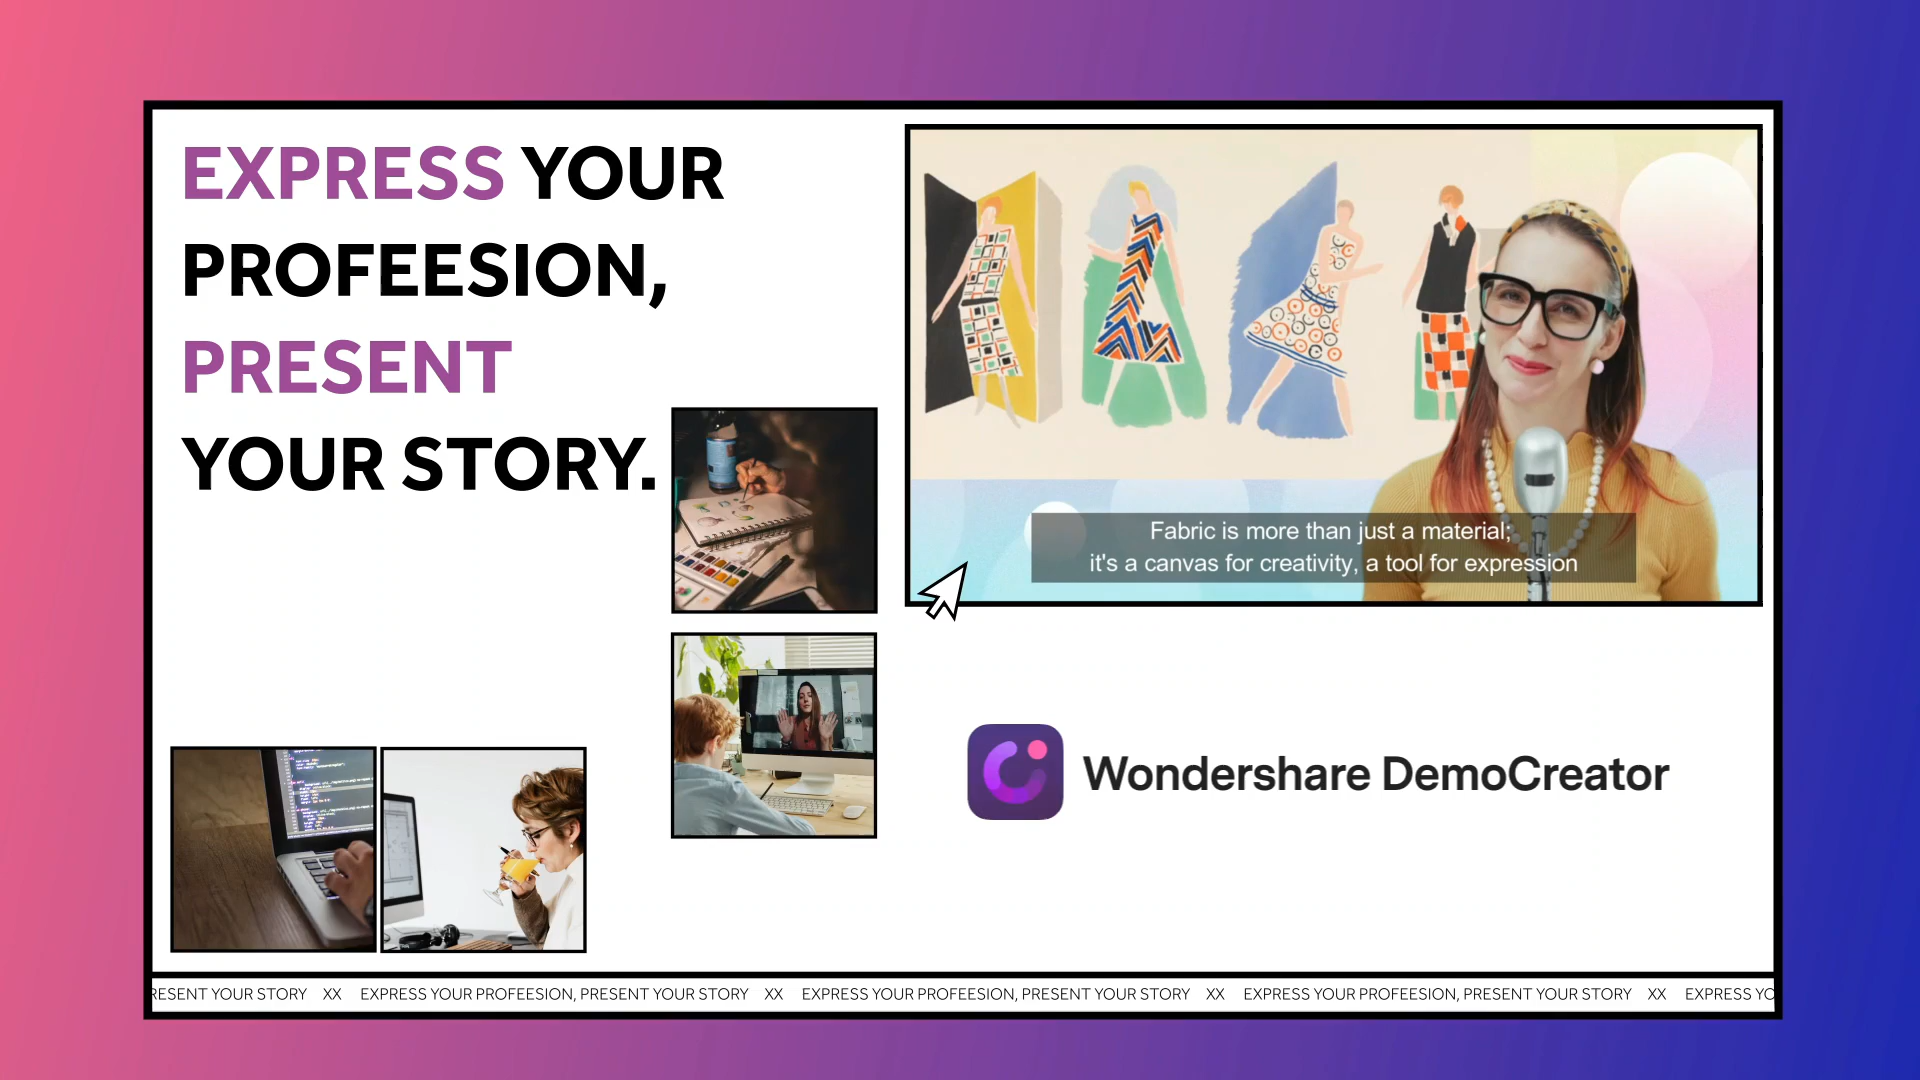 EXPRESS YOUR
PROFEESION,
PRESENT
YOUR STORY.
Fabric is more than just a material;
it's a canvas for creativity, a tool for expression
Wondershare DemoCreator
RESENT YOUR STORY XX EXPRESS YOUR PROFEESION, PRESENT YOUR STORY XX EXPRESS YOUR PROFEESION, PRESENT YOUR STORY XX EXPRESS YOUR PROFEESION, PRESENT YOUR STORY XX EXPRESS YO